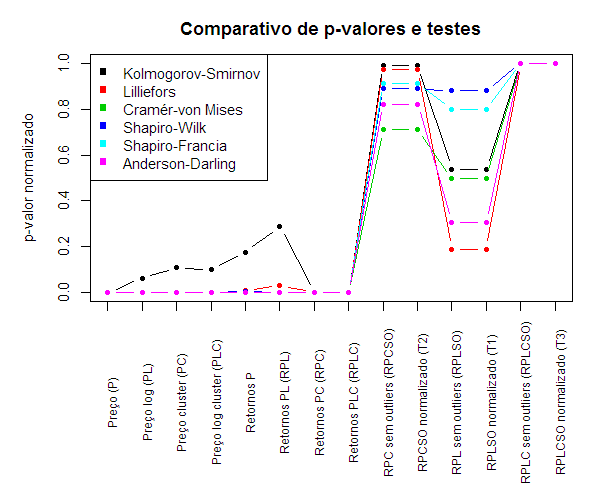 Comparativo de p-valores e testes
p-valor normalizado
1.0
0.8
0.6
0.4
0.2
0.0
Kolmogorov-Smirnov
Lilliefors
Cramér-von Mises
Shapiro-Wilk
Shapiro-Francia
Anderson-Darling
Preço (P)
Preço log (PL)
Preço cluster (PC)
Preço log cluster (PLC)
Retornos P
Retornos PL (RPL)
Retornos PC (RPC)
Retornos PLC (RPLC)
RPC sem outliers (RPCSO)
RPCSO normalizado (T2)
RPL sem outliers (RPLSO)
RPLSO normalizado (T1)
RPLC sem outliers (RPLCSO)
RPLCSO normalizado (T3)